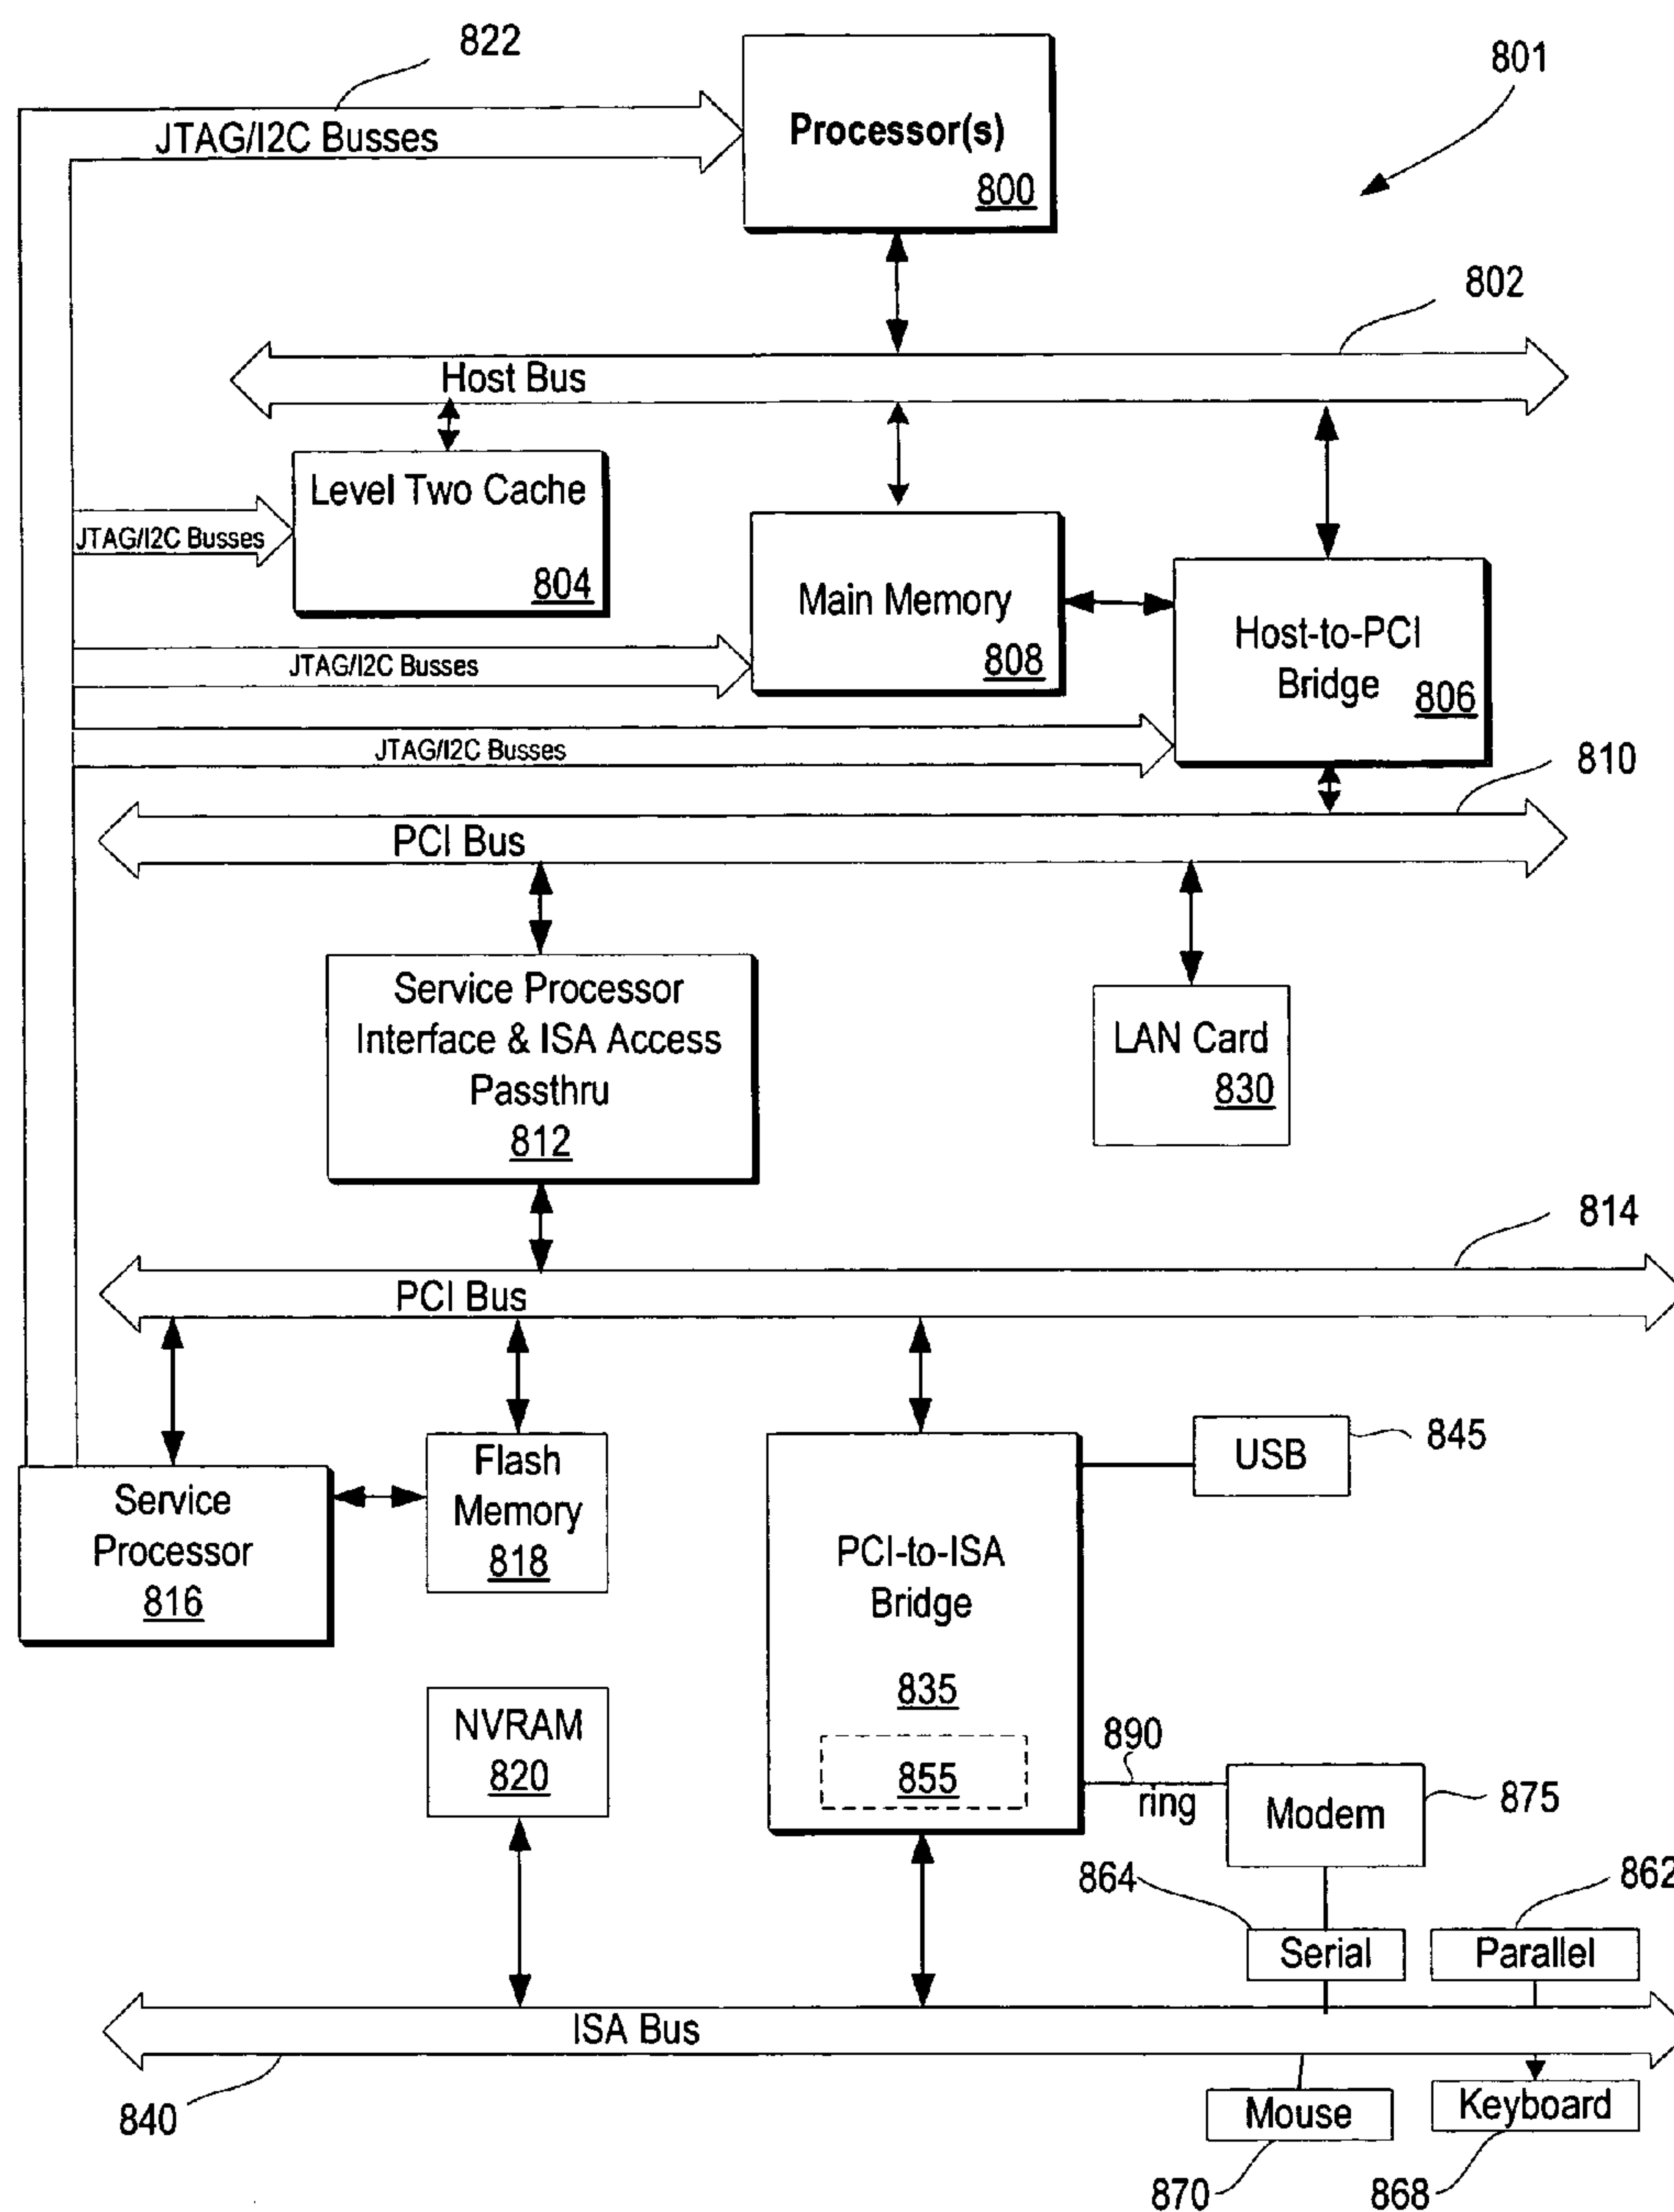 822
801
JTAG/I2C Busses
Processor(s)
800
802
Host Bus
Level Two Cache
804
JTAG/I2C Busses
Main Memory
808
Host-to-PCI
Bridge
806
JTAG/I2C Busses
JTAG/I2C Busses
810
PCI Bus
Service Processor
Interface & ISA Access
Passthru
812
LAN Card
830
814
PCI Bus
Service
Processor
816
Flash
Memory
818
PCI-to-ISA
Bridge
835
855
USB
845
NVRAM
820
890
ring
Modem
875
864
862
Serial
Parallel
ISA Bus
840
Mouse
Keyboard
870
868